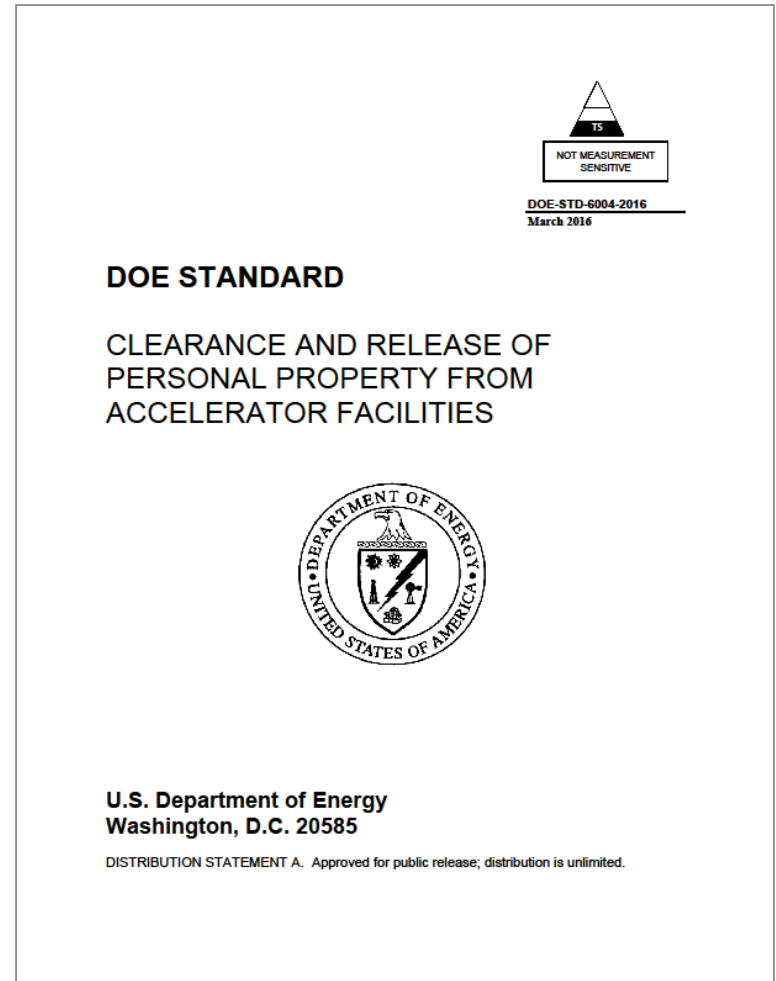 TS
NOT MEASUREMENT
SENSITIVE
DOE-STD-6004-2016
March 2016
DOE STANDARD
CLEARANCE AND RELEASE OF
PERSONAL PROPERTY FROM
ACCELERATOR FACILITIES
DEPARTMENT OF ENERGY
UNITED STATES OF AMERICA
U.S. Department of Energy
Washington, D.C. 20585
DISTRIBUTION STATEMENT A. Approved for public release; distribution is unlimited.